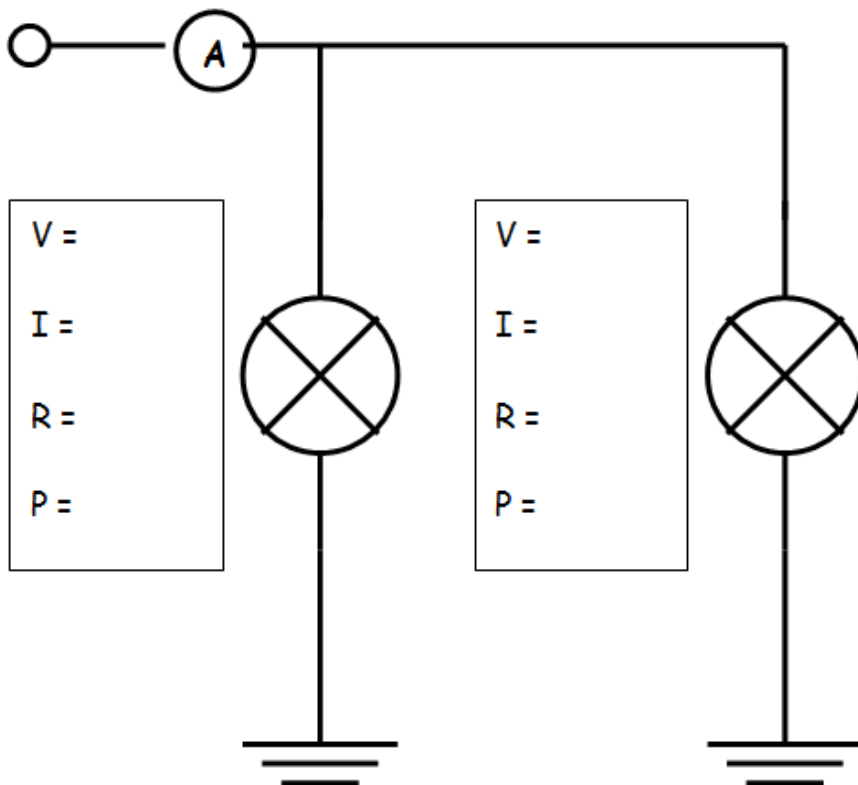 A
V =
I =
R =
P =
V =
I =
R =
P =